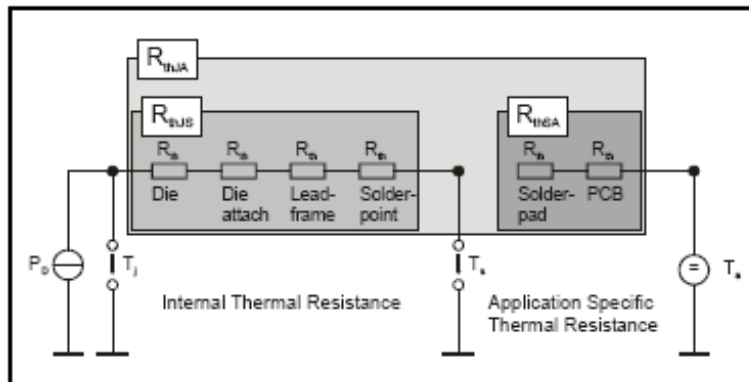 RthJA
RthJS
RthSA
Rth Rth Rth Rth Rth Rth
Die Die Lead- Solder- Solder- PCB
attach frame point pad
PD Tj Ts = Ta
Internal Thermal Resistance Application Specific
Thermal Resistance